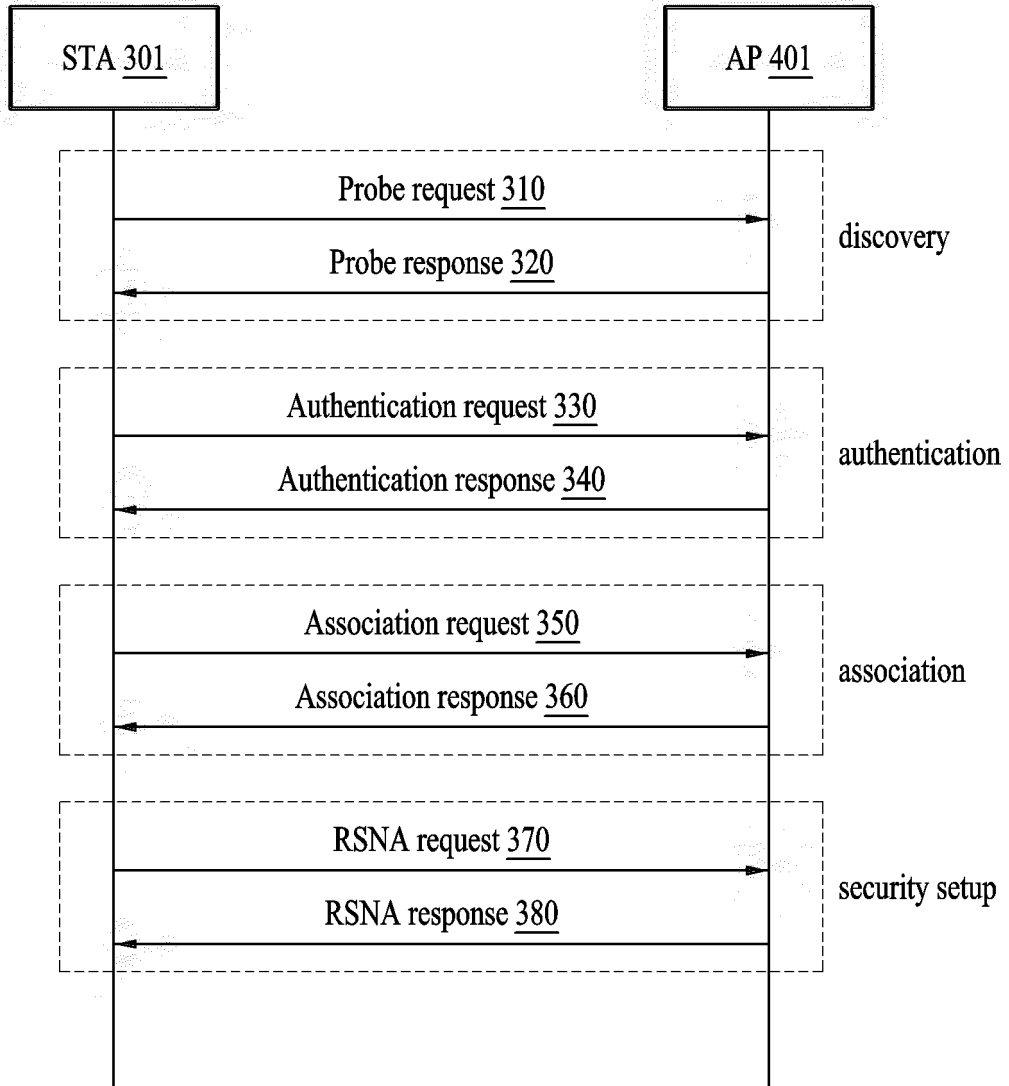 STA 301
AP 401
Probe request 310
Probe response 320
discovery
Authentication request 330
Authentication response 340
authentication
Association request 350
Association response 360
association
RSNA request 370
RSNA response 380
security setup